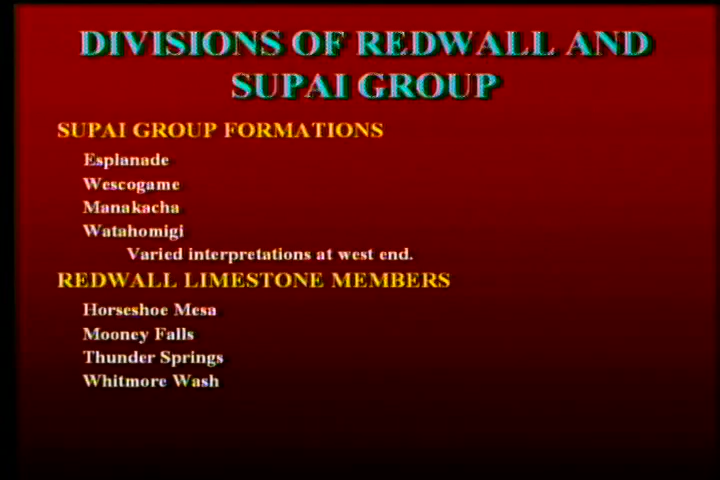 DIVISIONS OF REDWALL AND
SUPAI GROUP
SUPAI GROUP FORMATIONS
Esplanade
Wescogame
Manakacha
Watahomigi
Varied interpretations at west end.
REDWALL LIMESTONE MEMBERS
Horseshoe Mesa
Mooney Falls
Thunder Springs
Whitmore Wash